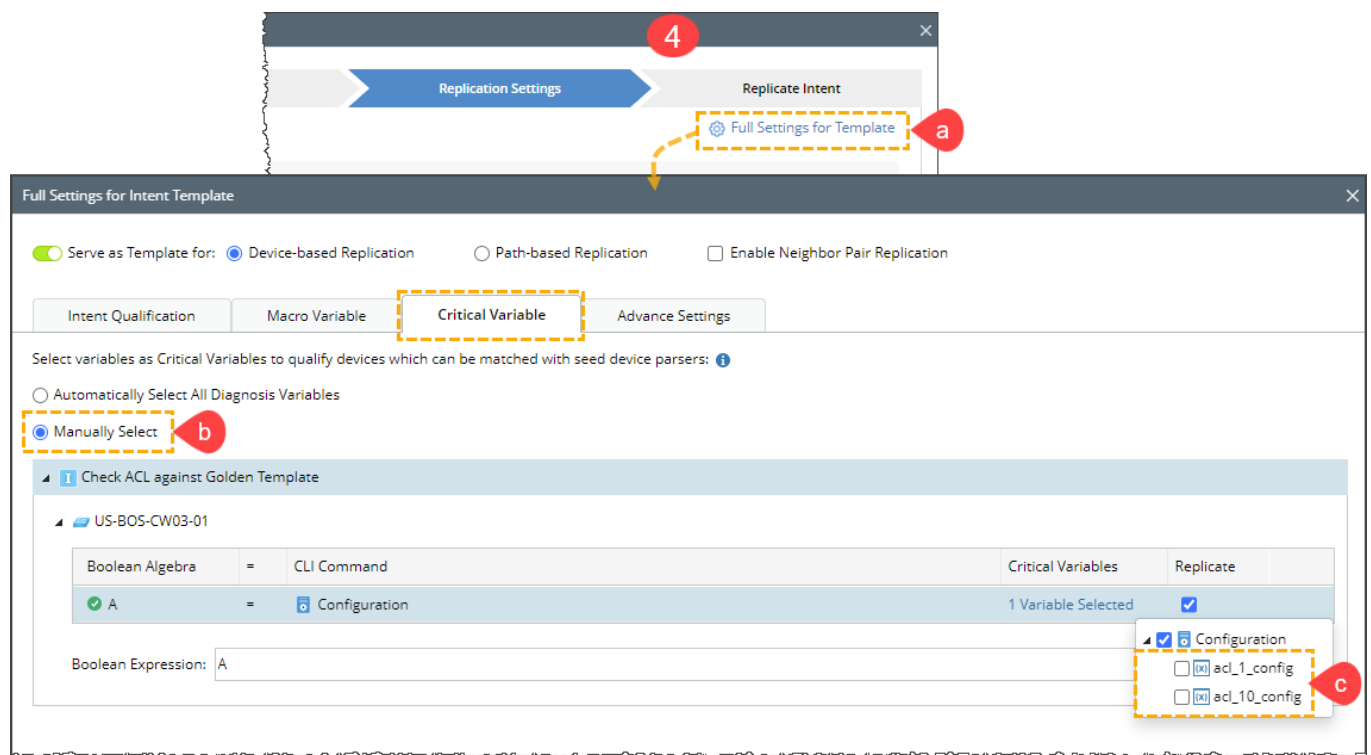 4
Replication Settings
Replicate Intent
Full Settings for Template
a
Full Settings for Intent Template
Serve as Template for: Device-based Replication Path-based Replication Enable Neighbor Pair Replication
Intent Qualification Macro Variable Critical Variable Advance Settings
Select variables as Critical Variables to qualify devices which can be matched with seed device parsers:
Automatically Select All Diagnosis Variables
Manually Select
b
Check ACL against Golden Template
US-BOS-CW03-01
Boolean Algebra = CLI Command Critical Variables Replicate
A = Configuration 1 Variable Selected
Configuration
Boolean Expression: A
acl_1_config
acl_10_config
c